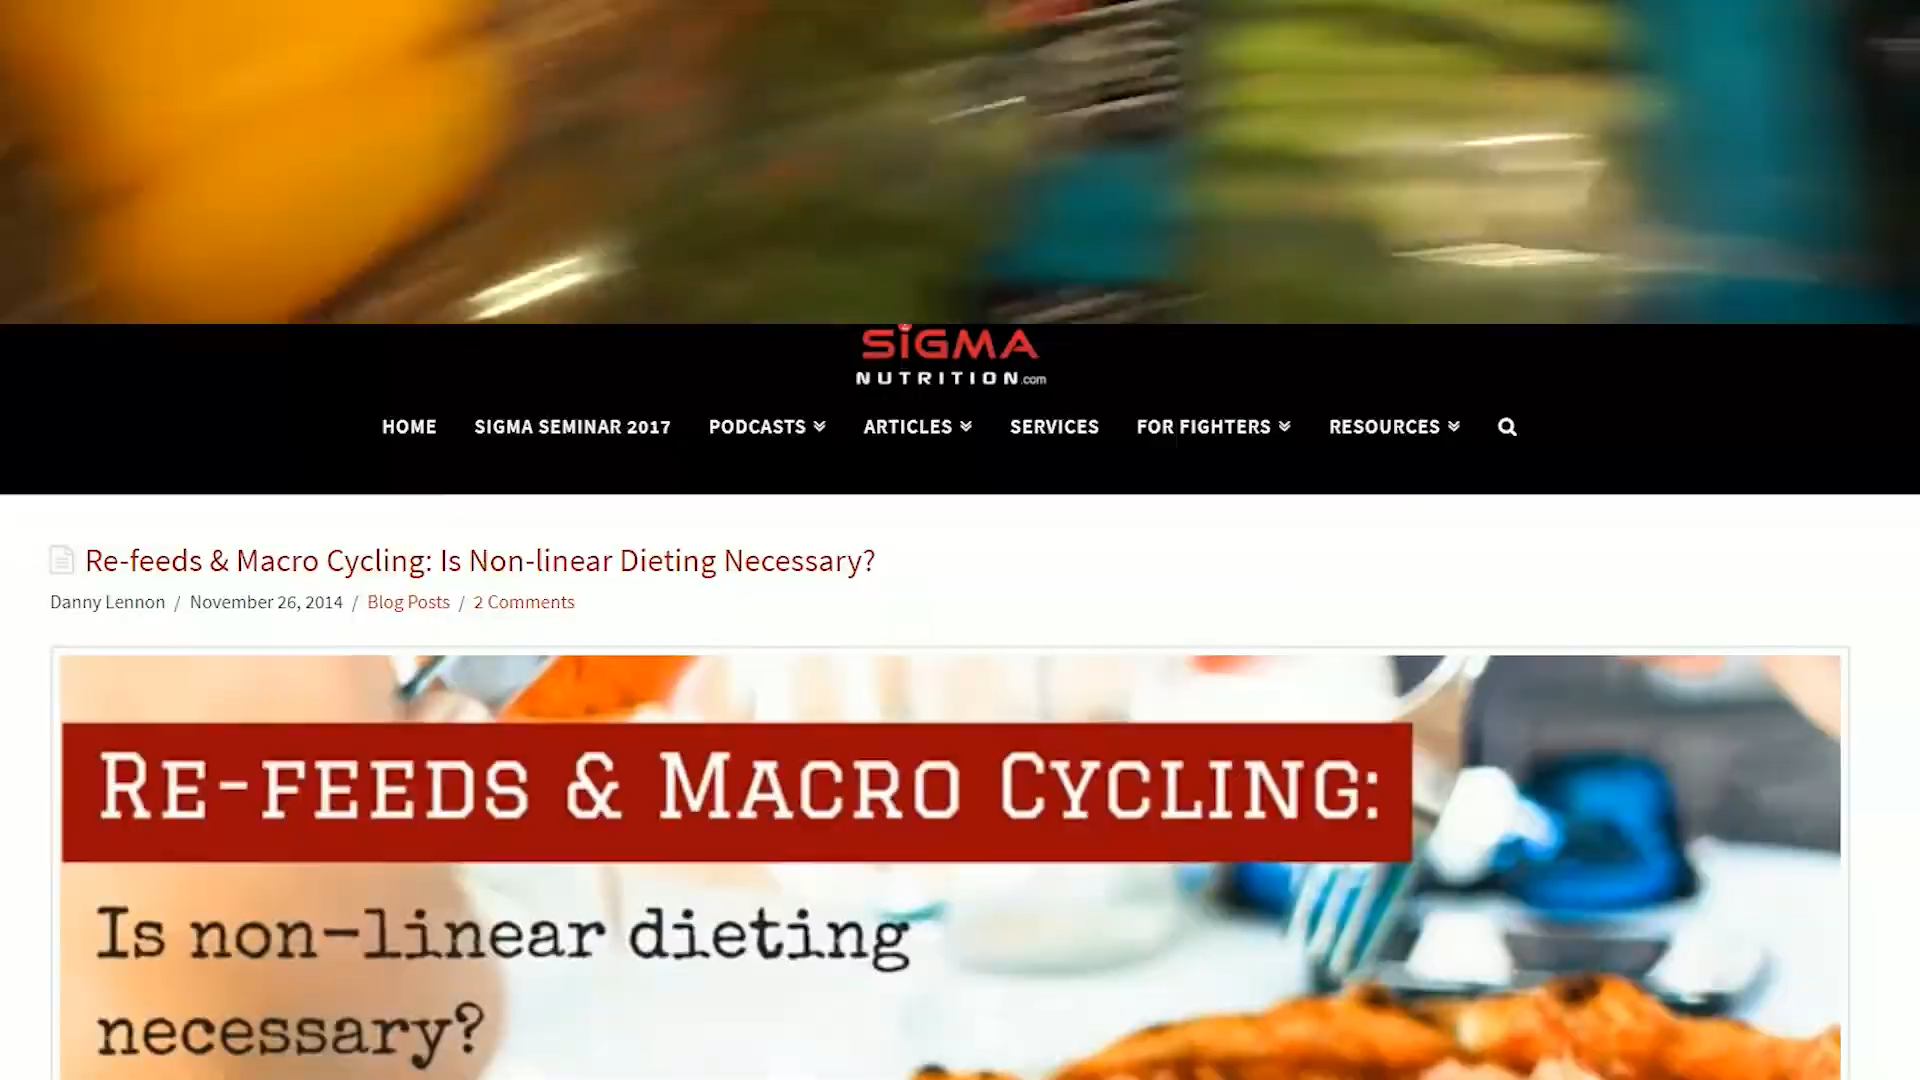 SiGMA
NUTRITION.com
HOME SIGMA SEMINAR 2017 PODCASTS ARTICLES SERVICES FOR FIGHTERS RESOURCES
Re-feeds & Macro Cycling: Is Non-linear Dieting Necessary?
Danny Lennon / November 26, 2014 / Blog Posts / 2 Comments
RE-FEEDS & MACRO CYCLING:
Is non-linear dieting
necessary?